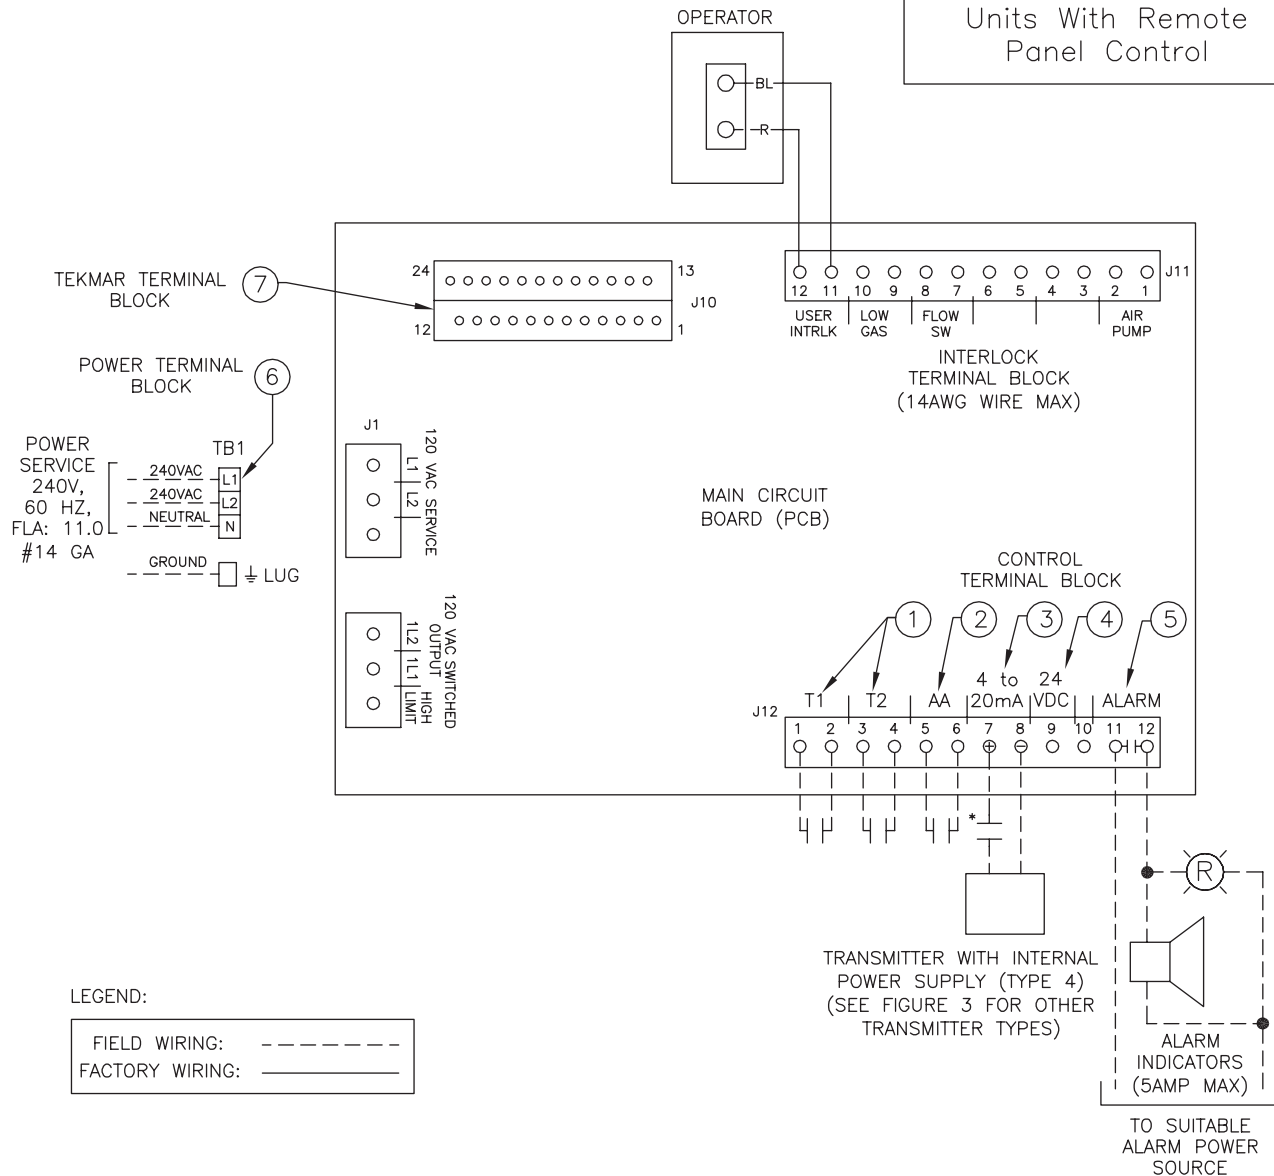 OPERATOR
Units With Remote
Panel Control
BL
R
TEKMAR TERMINAL
BLOCK
7
24
13
J10
12
1
J11
12 11 10 9 8 7 6 5 4 3 2 1
USER
INTRLK
LOW
GAS
FLOW
SW
AIR
PUMP
INTERLOCK
TERMINAL BLOCK
(14AWG WIRE MAX)
POWER TERMINAL
BLOCK
6
POWER
SERVICE
240V,
60 HZ,
FLA: 11.0
#14 GA
TB1
240VAC
L1
240VAC
L2
NEUTRAL
N
GROUND
LUG
J1
120 VAC SERVICE
L1
L2
MAIN CIRCUIT
BOARD (PCB)
120 VAC SWITCHED
OUTPUT
1L2
1L1
HIGH
LIMIT
CONTROL
TERMINAL BLOCK
1
2
3
4
5
T1
T2
AA
4 to
20mA
24
VDC
ALARM
J12
1 2 3 4 5 6 7 8 9 10 11 12
+
−
*
R
TRANSMITTER WITH INTERNAL
POWER SUPPLY (TYPE 4)
(SEE FIGURE 3 FOR OTHER
TRANSMITTER TYPES)
ALARM
INDICATORS
(5AMP MAX)
TO SUITABLE
ALARM POWER
SOURCE
LEGEND:
FIELD WIRING:
FACTORY WIRING: